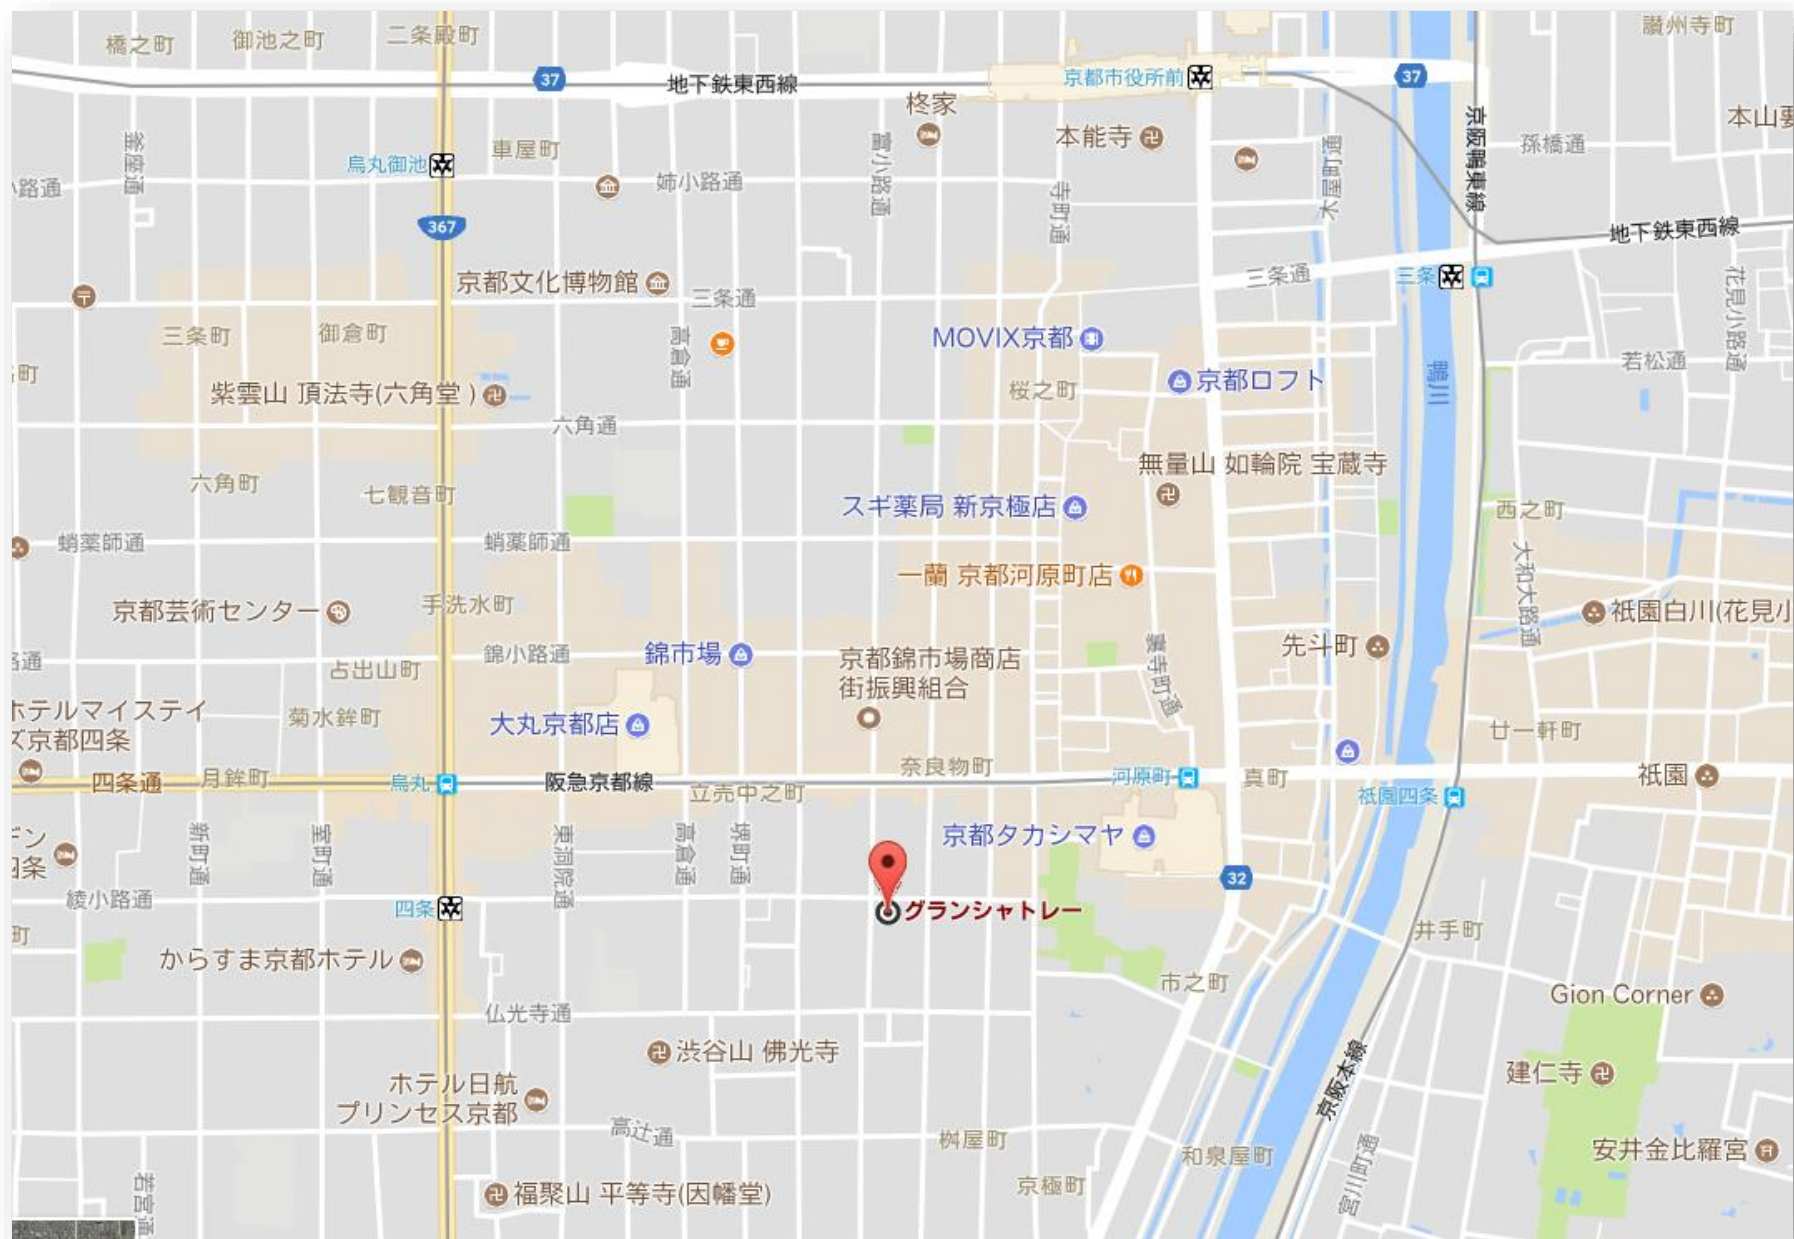 橋之町
御池之町
二条殿町
讃州寺町
37
地下鉄東西線
京都市役所前
37
柊家
本能寺
本山
釜座通
烏丸御池
車屋町
姉小路通
富小路通
寺町通
木屋町通
京阪鴨東線
孫橋通
小路通
367
地下鉄東西線
京都文化博物館
三条通
三条通
三条
花見小路通
三条町
御倉町
高倉通
MOVIX京都
京都ロフト
鴨川
若松通
町
紫雲山 頂法寺(六角堂 )
桜之町
六角通
六角町
七観音町
無量山 如輪院 宝蔵寺
スギ薬局 新京極店
西之町
蛸薬師通
蛸薬師通
大和大路通
一蘭 京都河原町店
京都芸術センター
手洗水町
祇園白川(花見小
路通
占出山町
錦小路通
錦市場
京都錦市場商店
街振興組合
裏寺町通
先斗町
ホテルマイステイ
ズ京都四条
菊水鉾町
大丸京都店
廿一軒町
四条通
月鉾町
烏丸
阪急京都線
立売中之町
奈良物町
河原町
真町
祇園四条
祇園
デン
四条
新町通
室町通
東洞院通
高倉通
堺町通
京都タカシマヤ
32
綾小路通
四条
グランシャトレー
町
からすま京都ホテル
井手町
市之町
Gion Corner
仏光寺通
渋谷山 佛光寺
建仁寺
ホテル日航
プリンセス京都
高辻通
桝屋町
京阪本線
和泉屋町
安井金比羅宮
若宮通
福聚山 平等寺(因幡堂)
京極町
宮川町通